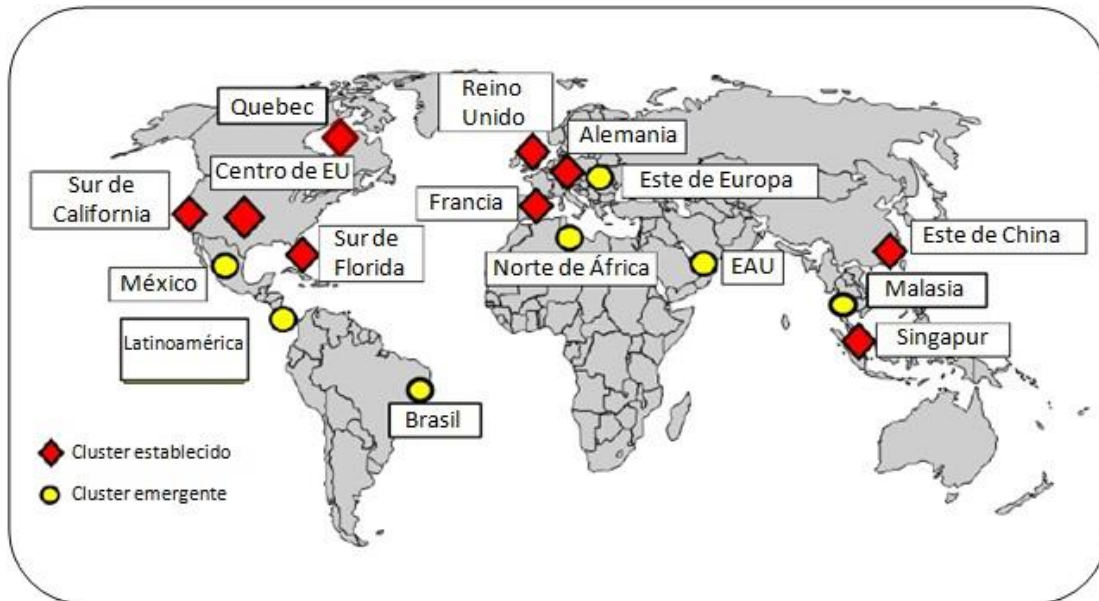 Reino
Unido
Quebec
Alemania
Centro de EU
Sur de
California
Este de Europa
Francia
Este de China
Sur de
Florida
Norte de África
EAU
México
Malasia
Latinoamérica
Singapur
Brasil
Cluster establecido
Cluster emergente